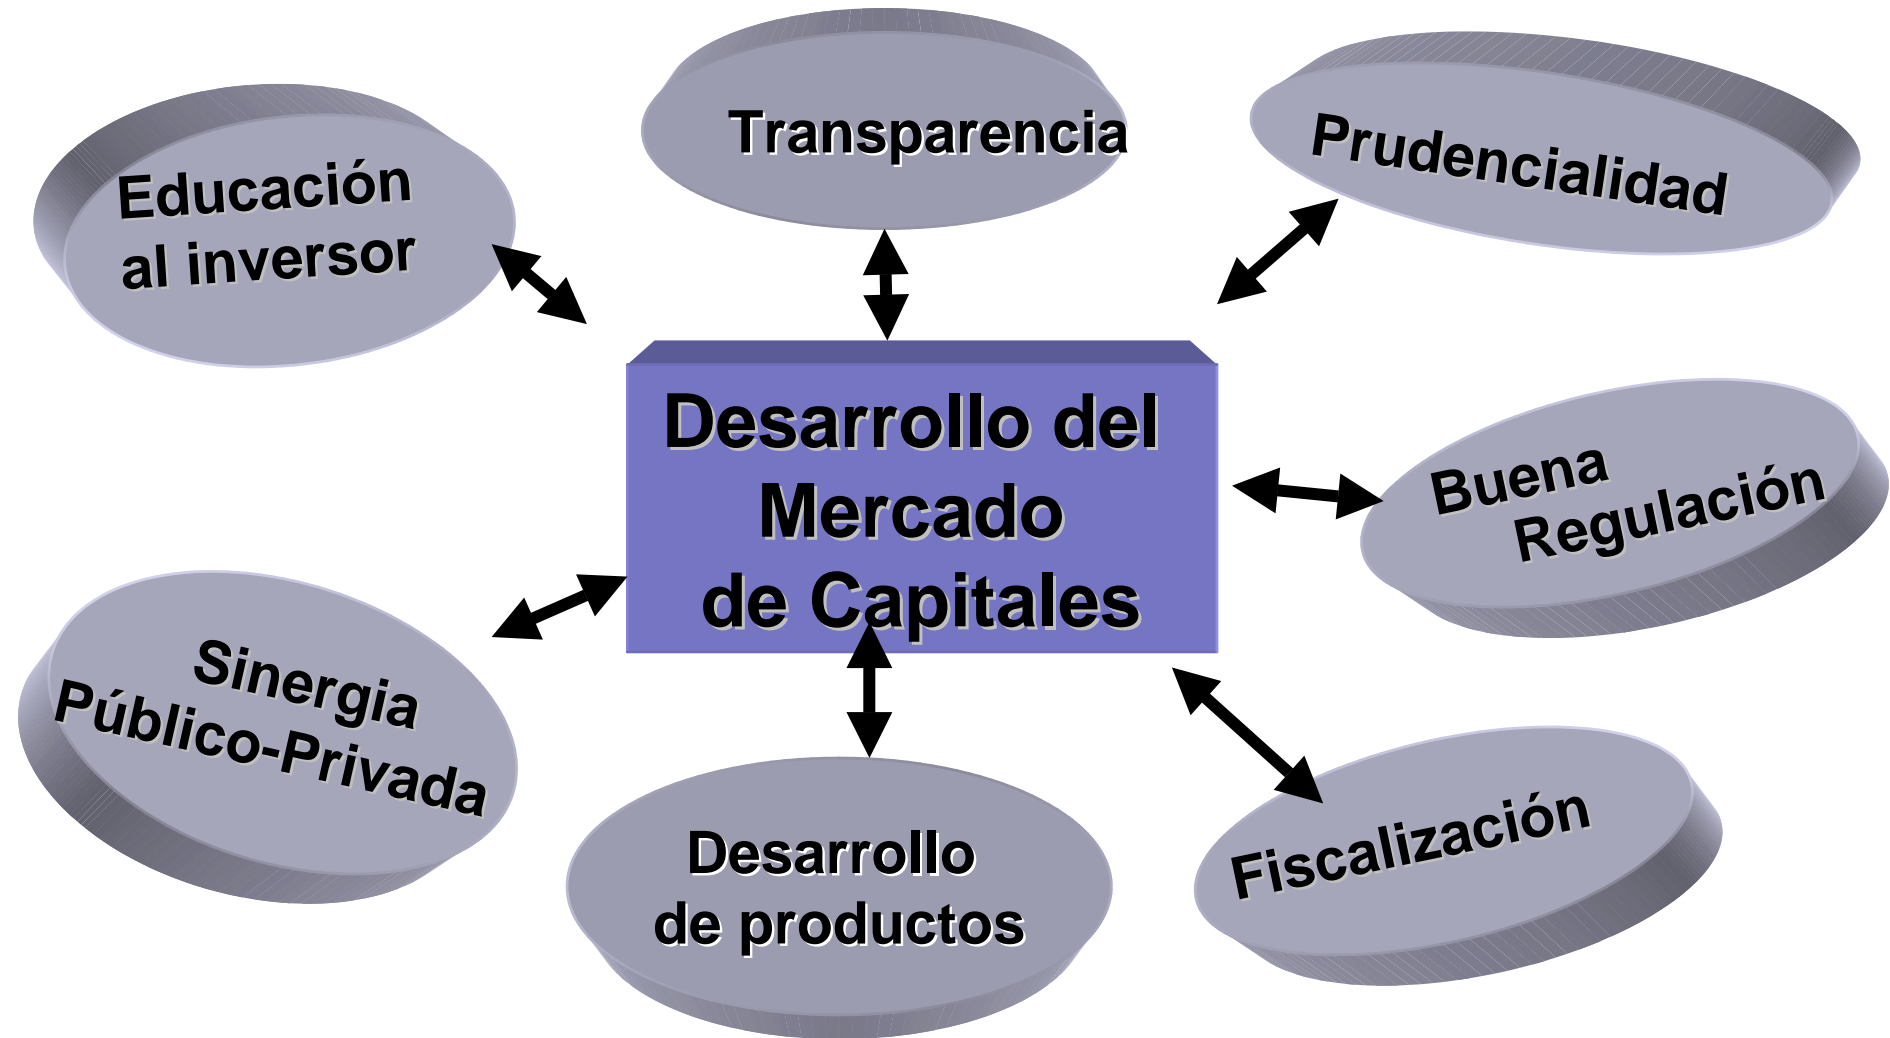 Transparencia
Prudencialidad
Educación
al inversor
Desarrollo del
Mercado
de Capitales
Buena
Regulación
Sinergia
Público-Privada
Desarrollo
de productos
Fiscalización